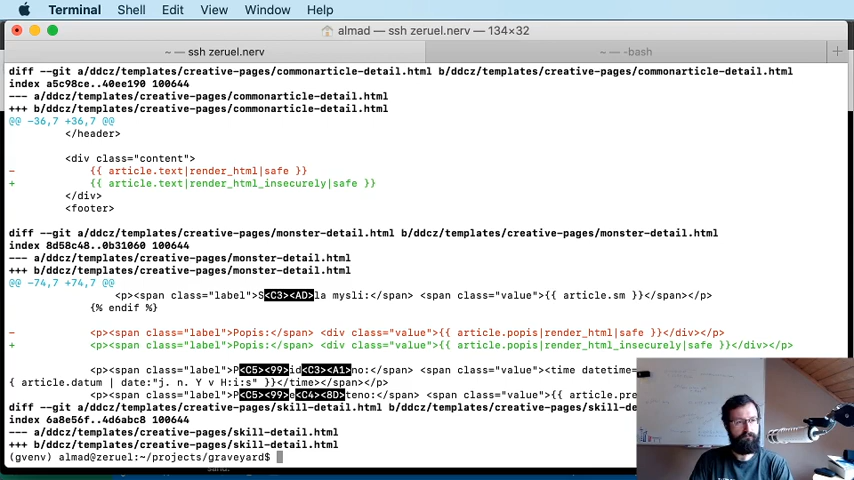 Terminal Shell Edit View Window Help
almad — ssh zeruel.nerv — 134×32
~ — ssh zeruel.nerv
~ — -bash
diff --git a/ddcz/templates/creative-pages/commonarticle-detail.html b/ddcz/templates/creative-pages/commonarticle-detail.html
index a5c98ce..40ee190 100644
--- a/ddcz/templates/creative-pages/commonarticle-detail.html
+++ b/ddcz/templates/creative-pages/commonarticle-detail.html
@@ -36,7 +36,7 @@
</header>
<div class="content">
- {{ article.text|render_html|safe }}
+ {{ article.text|render_html_insecurely|safe }}
</div>
<footer>
diff --git a/ddcz/templates/creative-pages/monster-detail.html b/ddcz/templates/creative-pages/monster-detail.html
index 8d58c48..0b31060 100644
--- a/ddcz/templates/creative-pages/monster-detail.html
+++ b/ddcz/templates/creative-pages/monster-detail.html
@@ -74,7 +74,7 @@
<p><span class="label">S<C3><AD>la mysli:</span> <span class="value">{{ article.sm }}</span></p>
{% endif %}
- <p><span class="label">Popis:</span> <div class="value">{{ article.popis|render_html|safe }}</div></p>
+ <p><span class="label">Popis:</span> <div class="value">{{ article.popis|render_html_insecurely|safe }}</div></p>
<p><span class="label">P<C5><99>id<C3><A1>no:</span> <span class="value"><time datetime=
{ article.datum | date:"j. n. Y v H:i:s" }}</time></span></p>
<p><span class="label">P<C5><99>e<C4><8D>teno:</span> <span class="value">{{ article.pre
diff --git a/ddcz/templates/creative-pages/skill-detail.html b/ddcz/templates/creative-pages/skill-de
index 6a8e56f..4d6abc8 100644
--- a/ddcz/templates/creative-pages/skill-detail.html
+++ b/ddcz/templates/creative-pages/skill-detail.html
(gvenv) almad@zeruel:~/projects/graveyard$